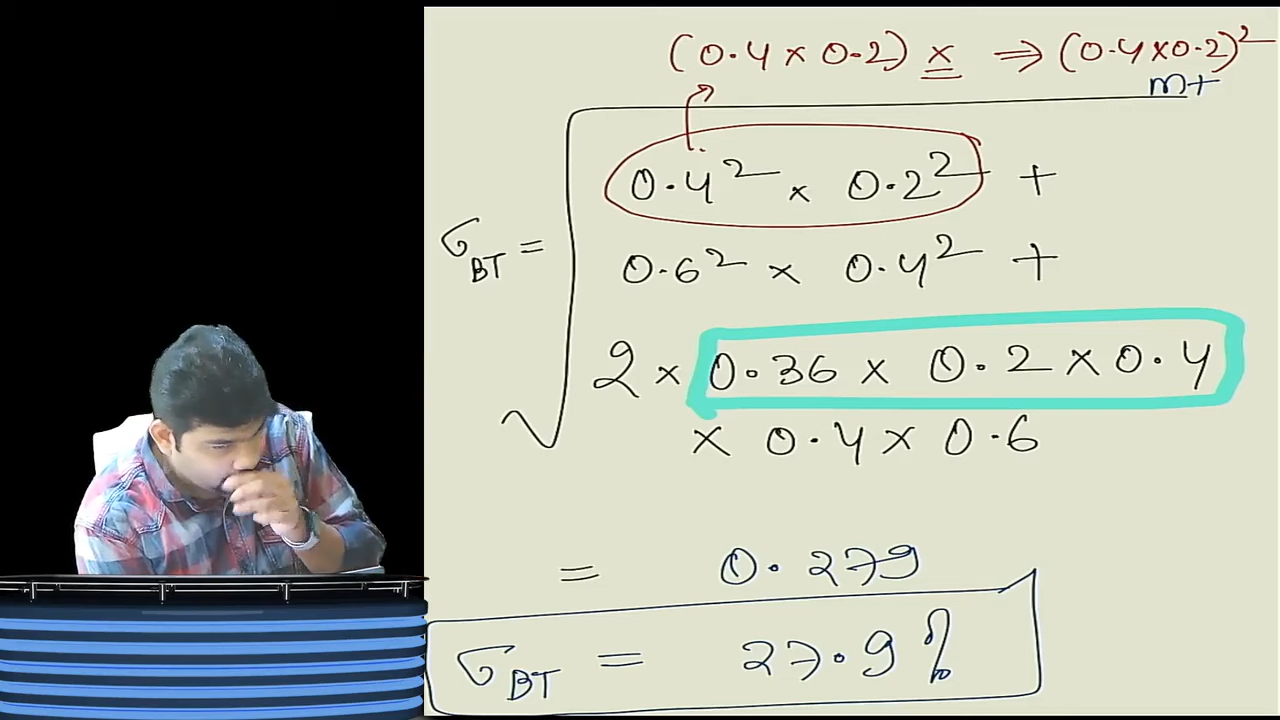 (0.4 × 0.2) × ⇒ (0.4×0.2)²
m+
0.4² × 0.2² +
σBT = √ 0.6² × 0.4² +
2 × 0.36 × 0.2 × 0.4
× 0.4 × 0.6
= 0.279
σBT = 27.9%